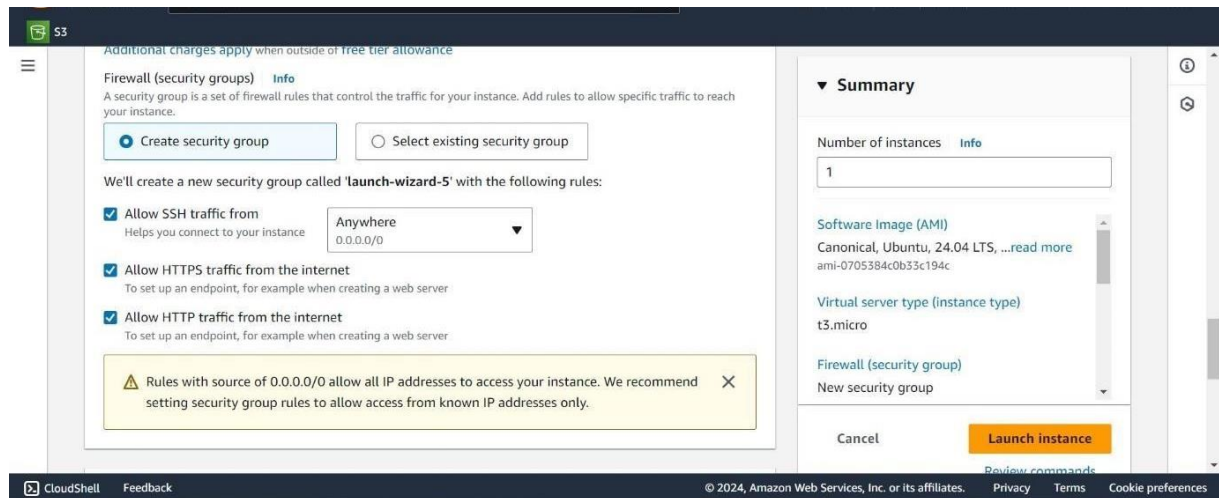 S3
Additional charges apply when outside of free tier allowance
Firewall (security groups) Info
A security group is a set of firewall rules that control the traffic for your instance. Add rules to allow specific traffic to reach
your instance.
Create security group
Select existing security group
We'll create a new security group called 'launch-wizard-5' with the following rules:
Allow SSH traffic from
Helps you connect to your instance
Anywhere
0.0.0.0/0
Allow HTTPS traffic from the internet
To set up an endpoint, for example when creating a web server
Allow HTTP traffic from the internet
To set up an endpoint, for example when creating a web server
Rules with source of 0.0.0.0/0 allow all IP addresses to access your instance. We recommend
setting security group rules to allow access from known IP addresses only.
Summary
Number of instances Info
1
Software Image (AMI)
Canonical, Ubuntu, 24.04 LTS, ...read more
ami-0705384c0b33c194c
Virtual server type (instance type)
t3.micro
Firewall (security group)
New security group
Cancel
Launch instance
Review commands
CloudShell Feedback
© 2024, Amazon Web Services, Inc. or its affiliates. Privacy Terms Cookie preferences